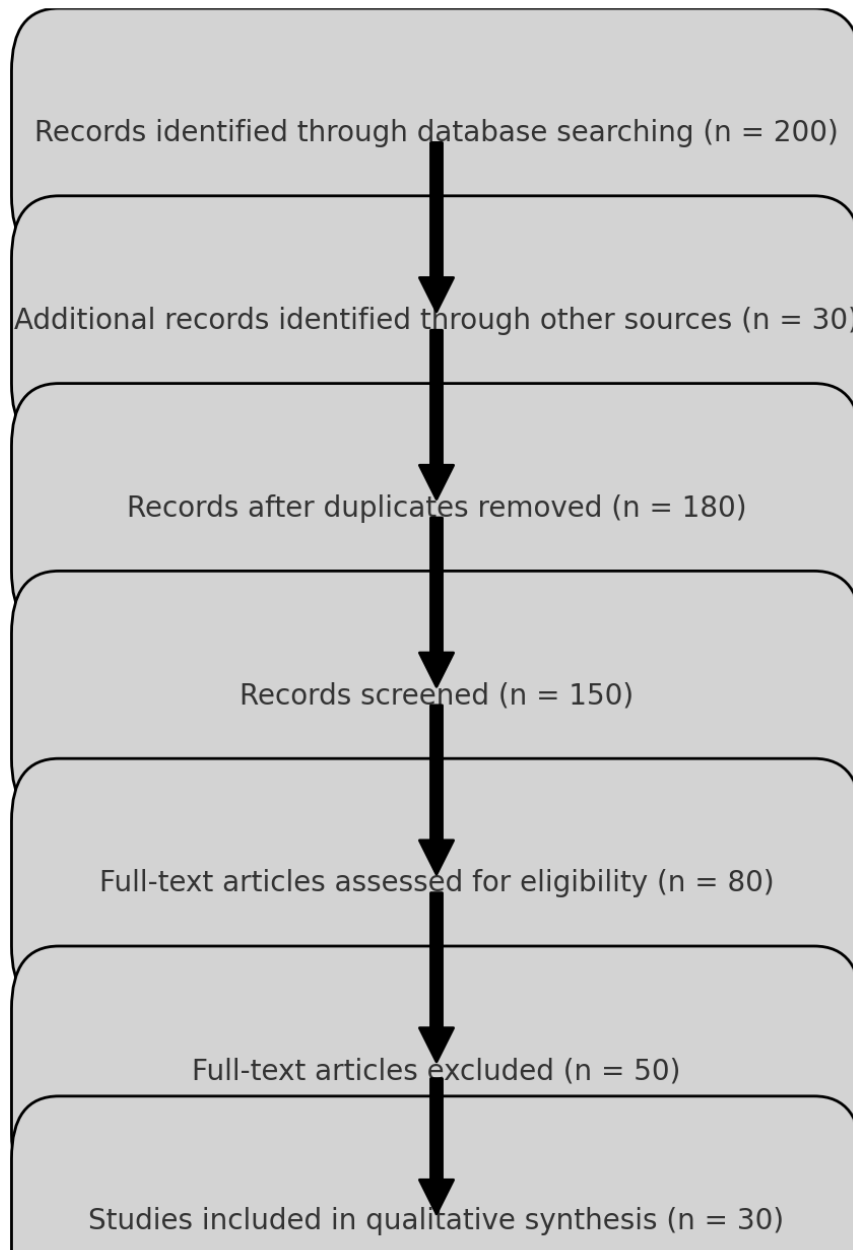 Records identified through database searching (n = 200)
Additional records identified through other sources (n = 30)
Records after duplicates removed (n = 180)
Records screened (n = 150)
Full-text articles assessed for eligibility (n = 80)
Full-text articles excluded (n = 50)
Studies included in qualitative synthesis (n = 30)